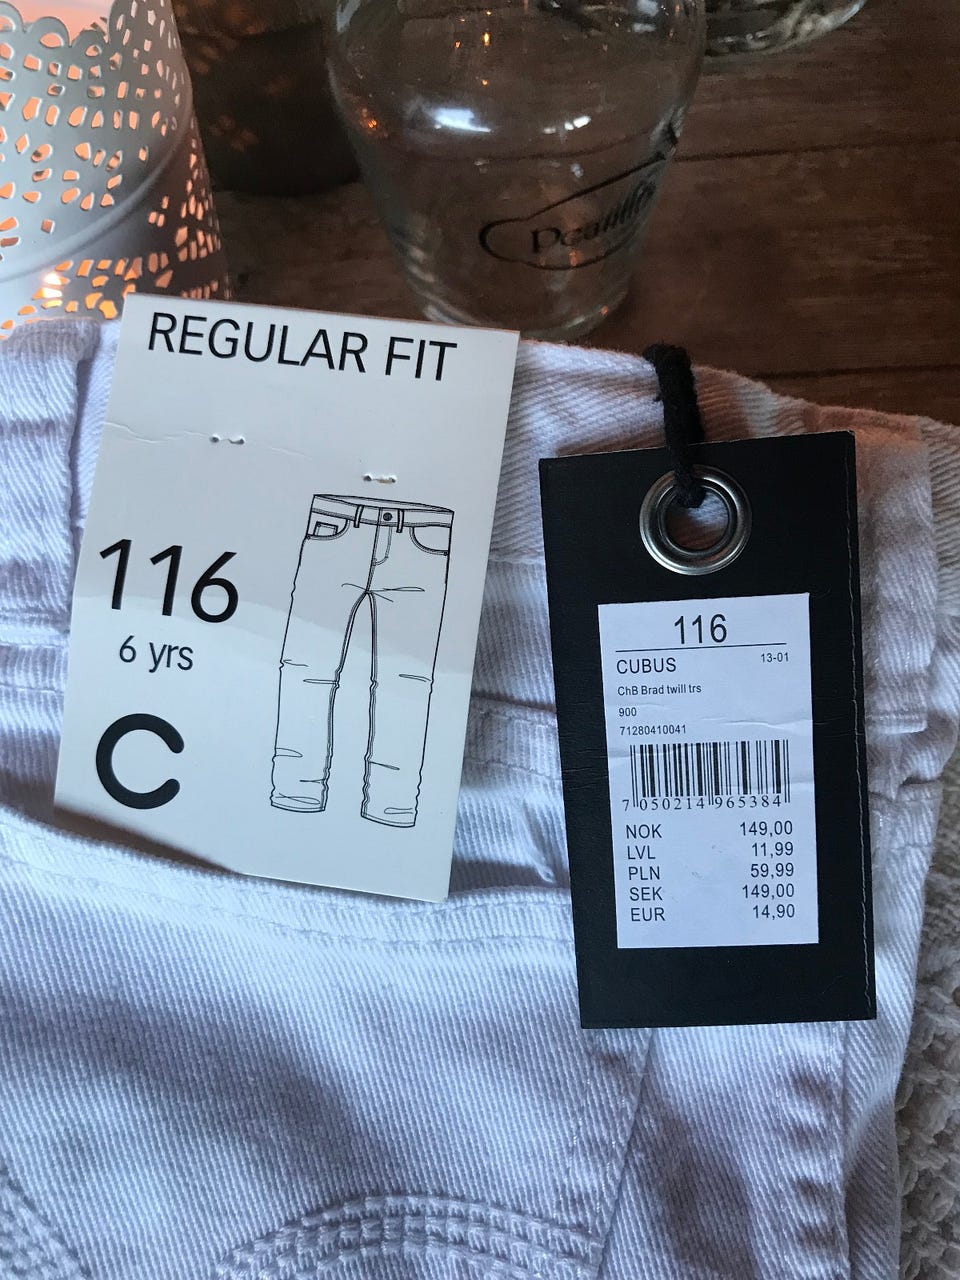 REGULAR FIT
116
6 yrs
C
116
CUBUS 13-01
ChB Brad twill trs
900
71280410041
7 050214 965384
NOK 149,00
LVL 11,99
PLN 59,99
SEK 149,00
EUR 14,90